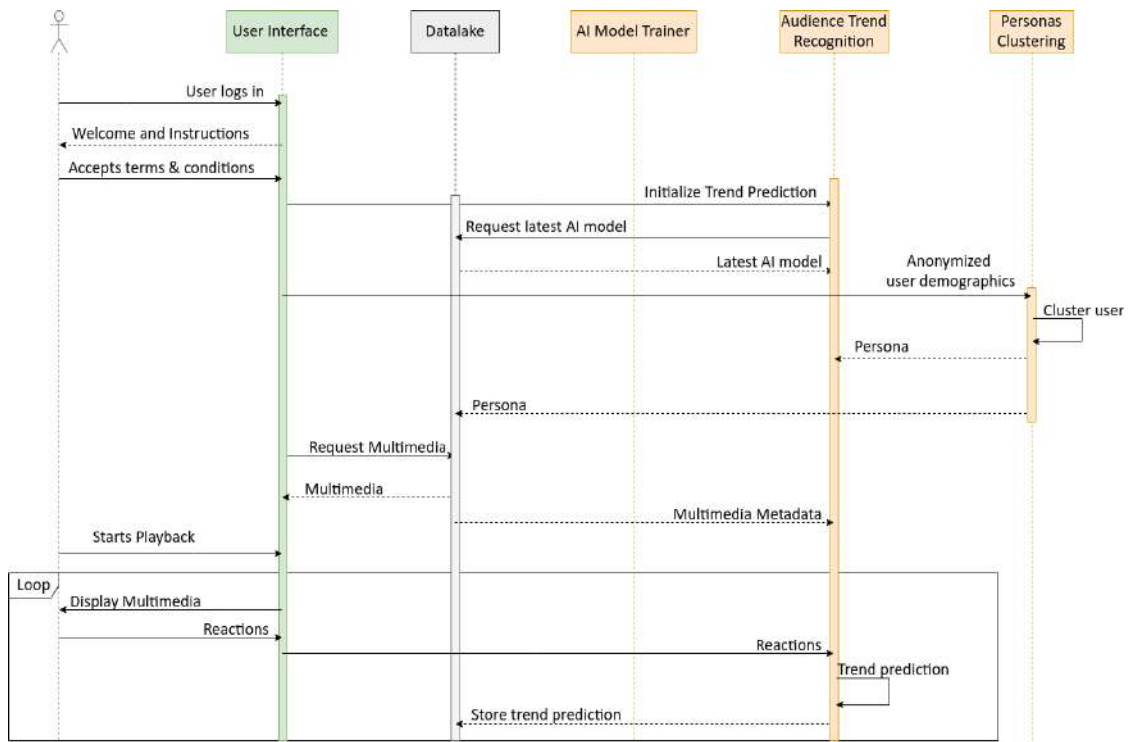 User Interface
Datalake
AI Model Trainer
Audience Trend
Recognition
Personas
Clustering
User logs in
Welcome and Instructions
Accepts terms & conditions
Initialize Trend Prediction
Request latest AI model
Latest AI model
Anonymized
user demographics
Cluster user
Persona
Persona
Request Multimedia
Multimedia
Multimedia Metadata
Starts Playback
Loop
Display Multimedia
Reactions
Reactions
Trend prediction
Store trend prediction